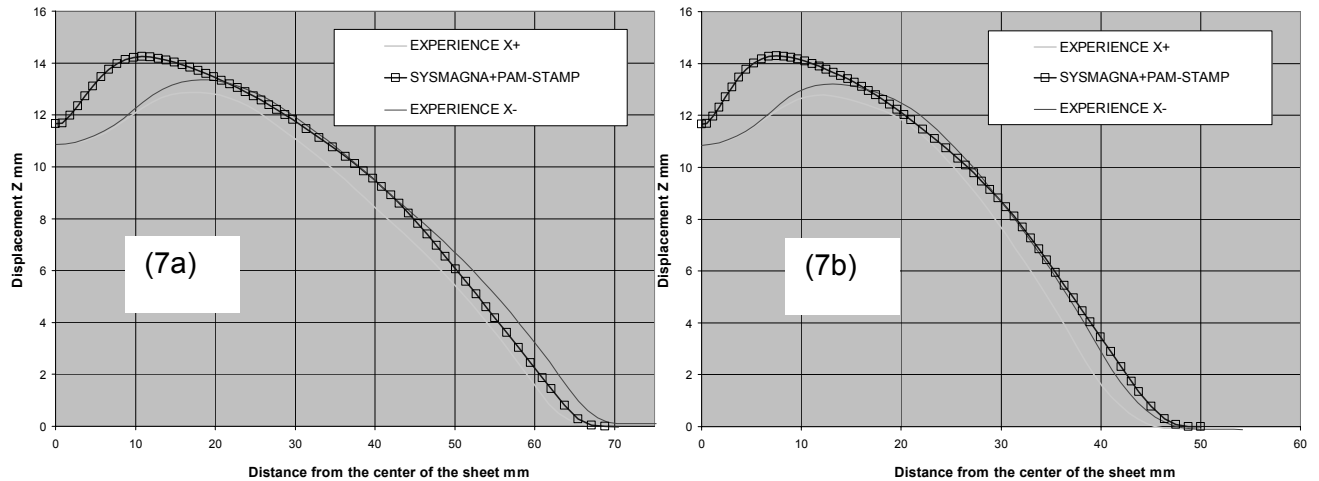 16
14
12
10
8
6
4
2
0
Displacement Z mm
EXPERIENCE X+
SYSMAGNA+PAM-STAMP
EXPERIENCE X-
(7a)
0 10 20 30 40 50 60 70
Distance from the center of the sheet mm
16
14
12
10
8
6
4
2
0
Displacement Z mm
EXPERIENCE X+
SYSMAGNA+PAM-STAMP
EXPERIENCE X-
(7b)
0 10 20 30 40 50 60
Distance from the center of the sheet mm